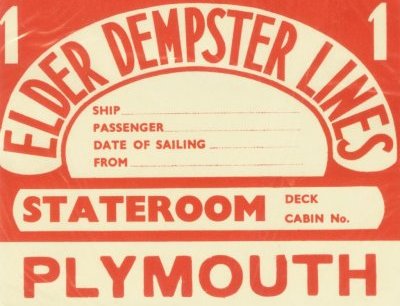 1 ELDER DEMPSTER LINES 1
SHIP
PASSENGER
DATE OF SAILING
FROM
STATEROOM DECK
CABIN No.
PLYMOUTH